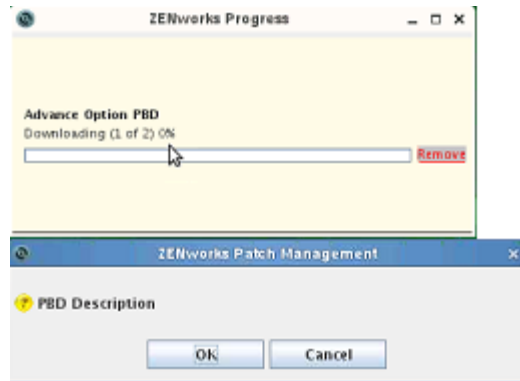 ZENworks Progress
Advance Option PBD
Downloading (1 of 2) 0%
Remove
ZENworks Patch Management
PBD Description
OK
Cancel